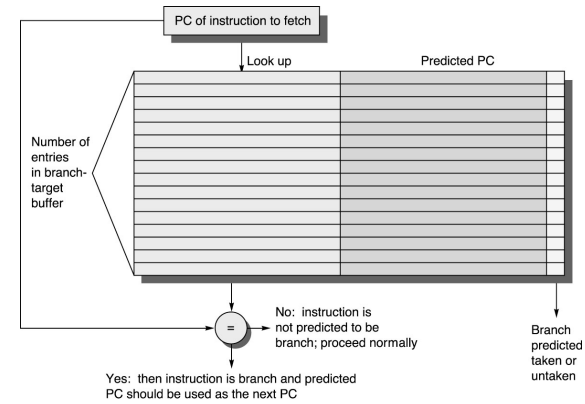 PC of instruction to fetch
Look up
Predicted PC
Number of
entries
in branch-
target
buffer
=
No: instruction is
not predicted to be
branch; proceed normally
Branch
predicted
taken or
untaken
Yes: then instruction is branch and predicted
PC should be used as the next PC